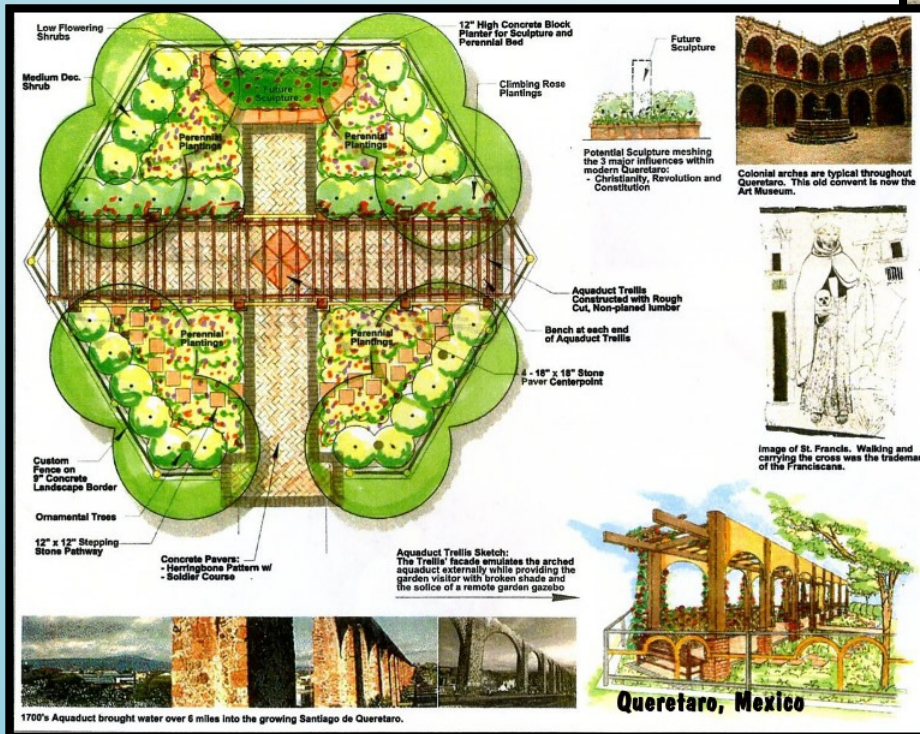 Low Flowering
Shrubs
12" High Concrete Block
Planter for Sculpture and
Perennial Bed
Future
Sculpture
Medium Dec.
Shrub
Future
Sculpture
Climbing Rose
Plantings
Perennial
Plantings
Perennial
Plantings
Potential Sculpture meshing
the 3 major influences within
modern Queretaro:
- Christianity, Revolution and
Constitution
Colonial arches are typical throughout
Queretaro. This old convent is now the
Art Museum.
Aquaduct Trellis
Constructed with Rough
Cut, Non-planed lumber
Perennial
Plantings
Perennial
Plantings
Bench at each end
of Aquaduct Trellis
4 - 18" x 18" Stone
Paver Centerpoint
Image of St. Francis. Walking and
carrying the cross was the trademar
of the Franciscans.
Custom
Fence on
9" Concrete
Landscape Border
Ornamental Trees
12" x 12" Stepping
Stone Pathway
Concrete Pavers:
- Herringbone Pattern w/
- Soldier Course
Aquaduct Trellis Sketch:
The Trellis' facade emulates the arched
aquaduct externally while providing the
garden visitor with broken shade and
the solice of a remote garden gazebo
Queretaro, Mexico
1700's Aquaduct brought water over 6 miles into the growing Santiago de Queretaro.